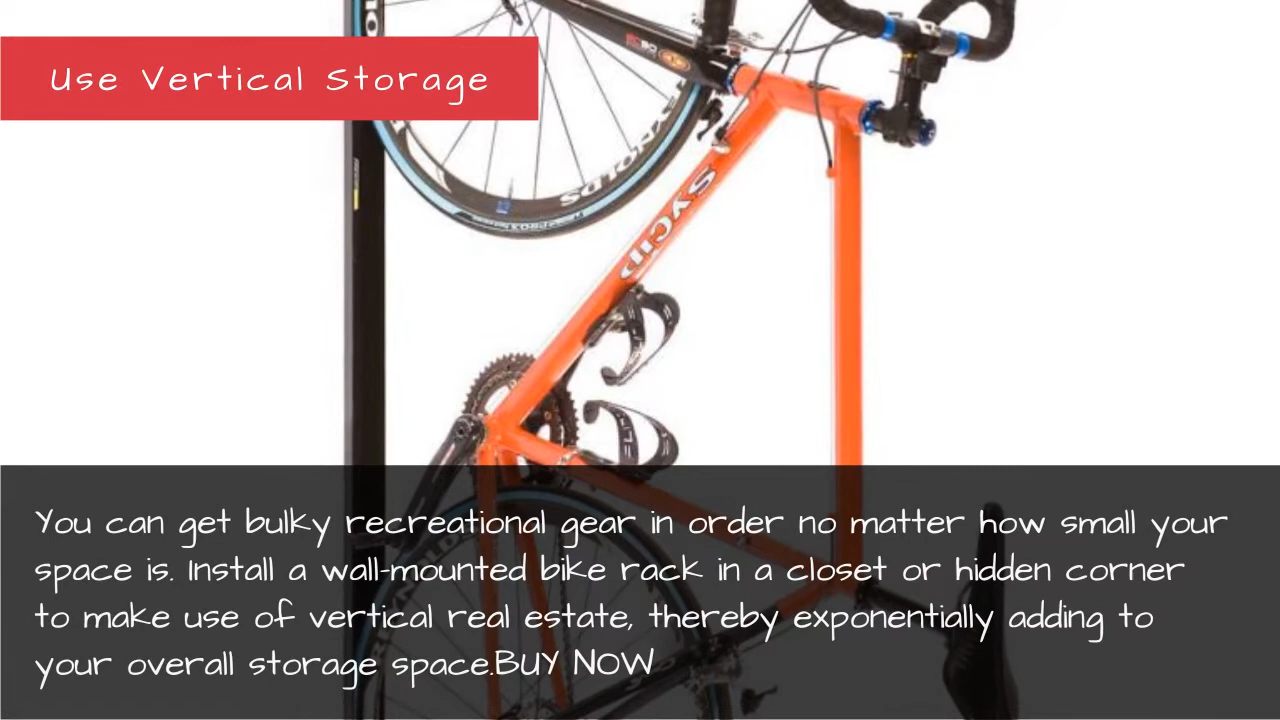 Use Vertical Storage
REYNOLDS
SyCip
You can get bulky recreational gear in order no matter how small your
space is. Install a wall-mounted bike rack in a closet or hidden corner
to make use of vertical real estate, thereby exponentially adding to
your overall storage space.BUY NOW